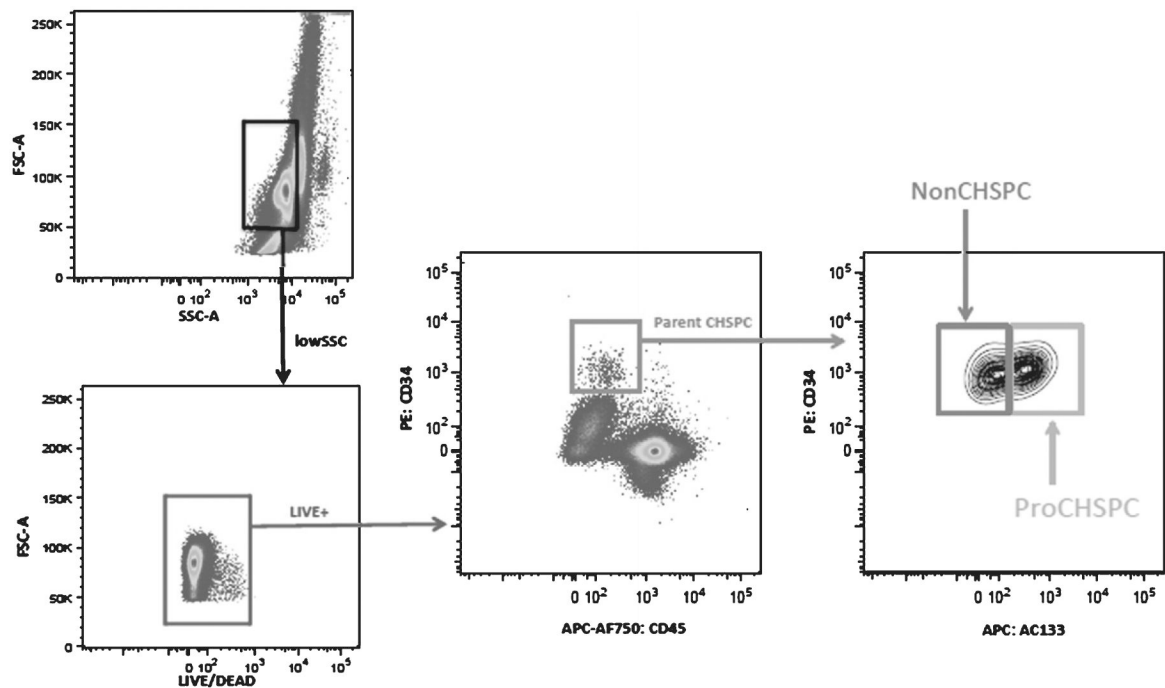 250K
200K
150K
100K
50K
0
FSC-A
0 10²
10³
10⁴
10⁵
SSC-A
lowSSC
250K
200K
150K
100K
50K
0
FSC-A
0 10²
10³
10⁴
10⁵
LIVE/DEAD
LIVE+
10⁵
10⁴
10³
10²
0
PE: CD34
0 10²
10³
10⁴
10⁵
APC-AF750: CD45
Parent CHSPC
NonCHSPC
10⁵
10⁴
10³
10²
0
PE: CD34
ProCHSPC
0 10²
10³
10⁴
10⁵
APC: AC133